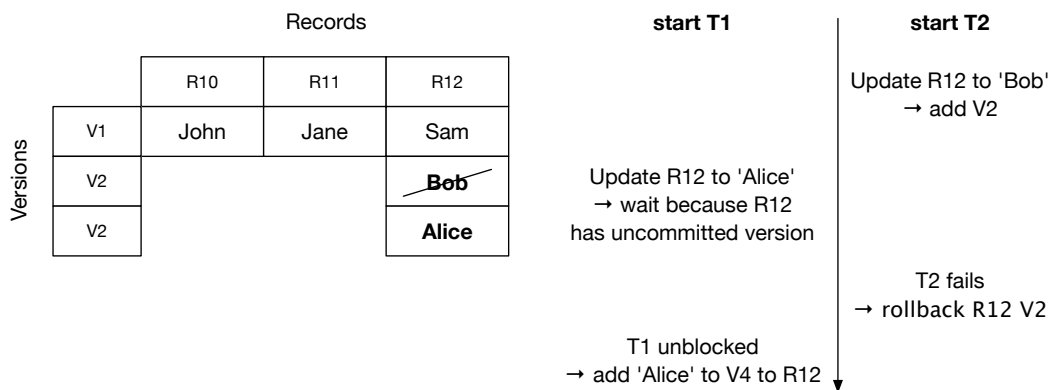 Records
R10 R11 R12
Versions
V1 John Jane Sam
V2 Bob
V2 Alice
start T1
start T2
Update R12 to 'Bob'
→ add V2
Update R12 to 'Alice'
→ wait because R12
has uncommitted version
T2 fails
→ rollback R12 V2
T1 unblocked
→ add 'Alice' to V4 to R12